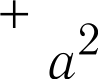 + a²